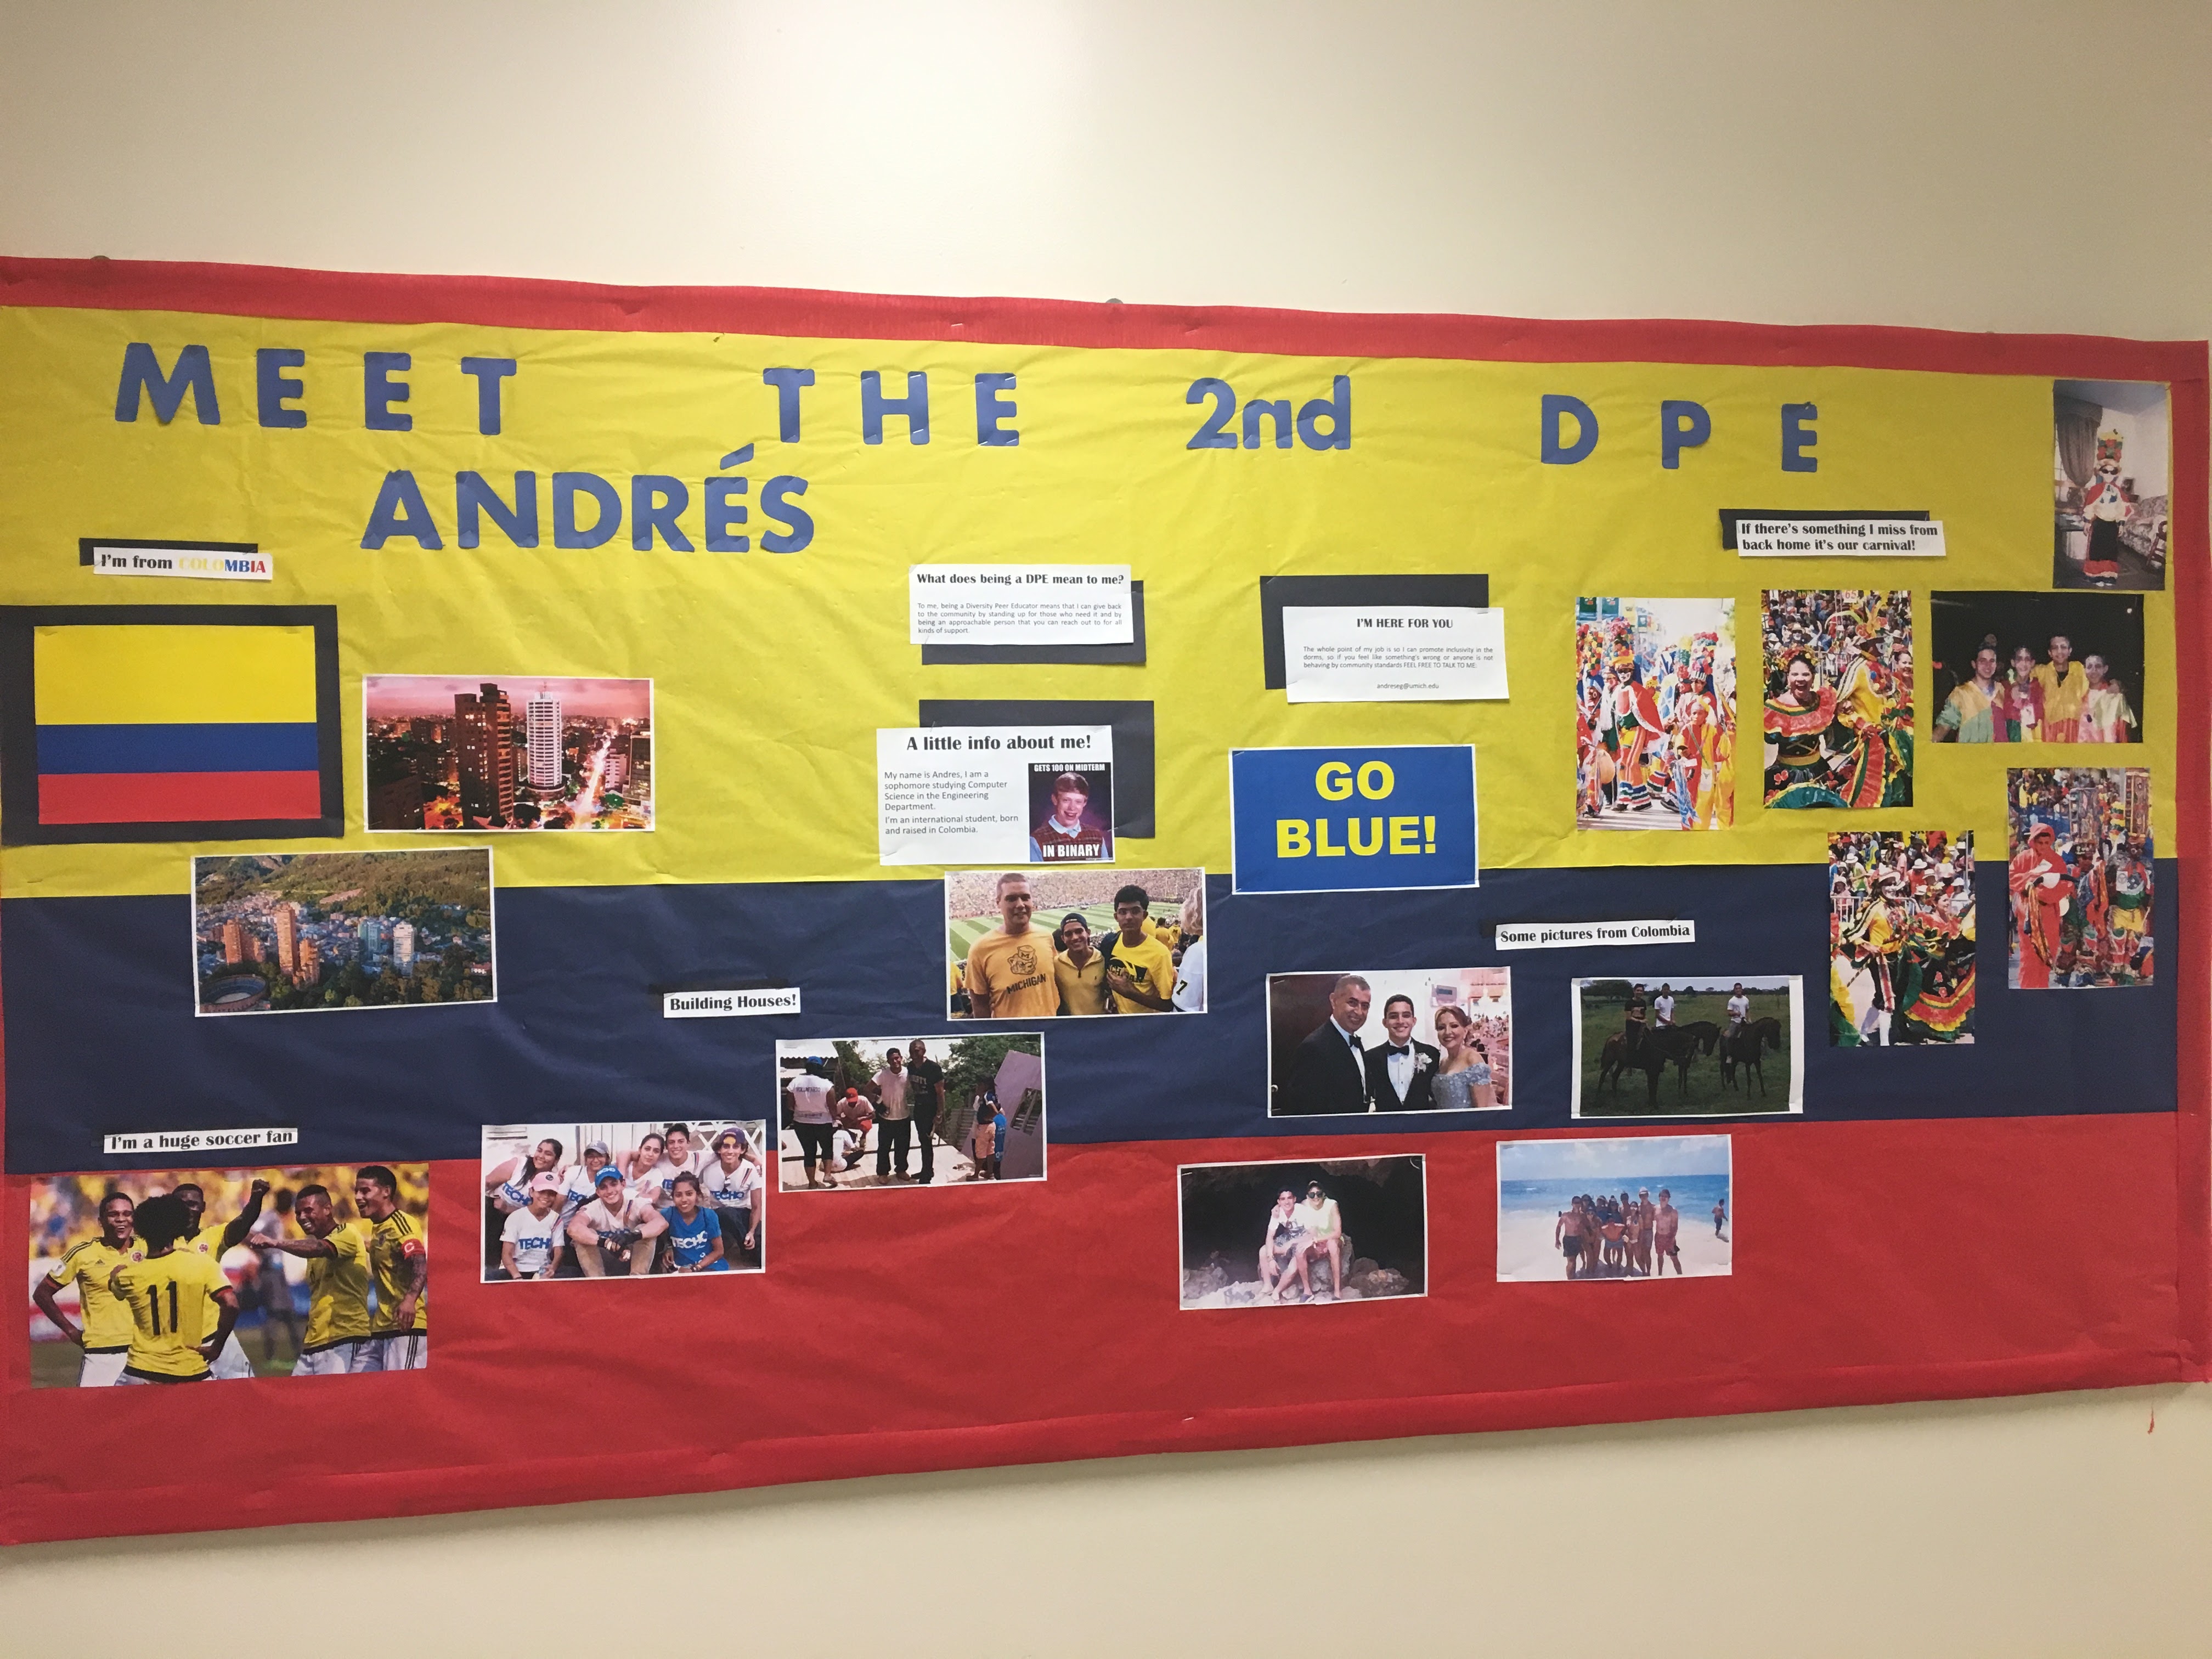 MEET THE 2nd DPE
ANDRÉS
I'm from COLOMBIA
What does being a DPE mean to me?
To me, being a Diversity Peer Educator means that I can give back
to the community by standing up for those who need it and by
being an approachable person that you can reach out to for all
kinds of support.
I'M HERE FOR YOU
The whole point of my job is so I can promote inclusivity in the
dorms, so if you feel like something's wrong or anyone is not
behaving by community standards FEEL FREE TO TALK TO ME:
andreseg@umich.edu
If there's something I miss from
back home it's our carnival!
A little info about me!
My name is Andres, I am a
sophomore studying Computer
Science in the Engineering
Department.
I'm an international student, born
and raised in Colombia.
GETS 100 ON MIDTERM
IN BINARY
GO
BLUE!
MICHIGAN
7
Some pictures from Colombia
Building Houses!
I'm a huge soccer fan
11
TECHO
TECHO
TECHO
TECHO